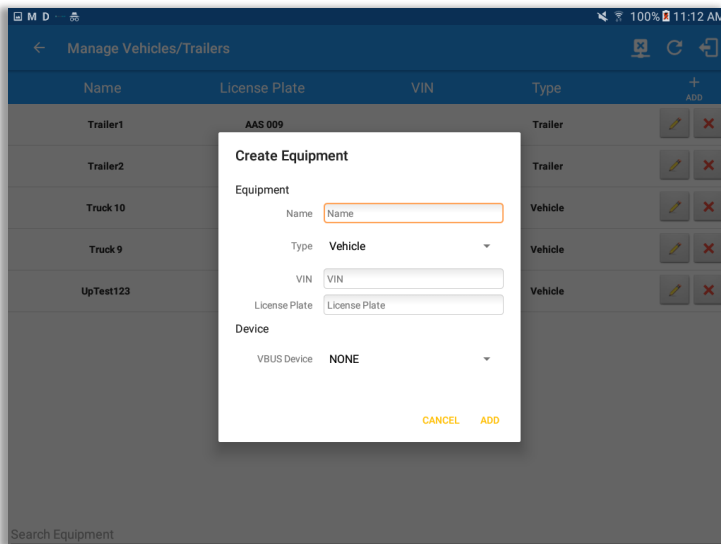 M D 100% 11:12 AM
Manage Vehicles/Trailers
Name License Plate VIN Type ADD
Trailer1 AAS 009 Trailer
Trailer2 Trailer
Truck 10 Vehicle
Truck 9 Vehicle
UpTest123 Vehicle
Create Equipment
Equipment
Name Name
Type Vehicle
VIN VIN
License Plate License Plate
Device
VBUS Device NONE
CANCEL ADD
Search Equipment